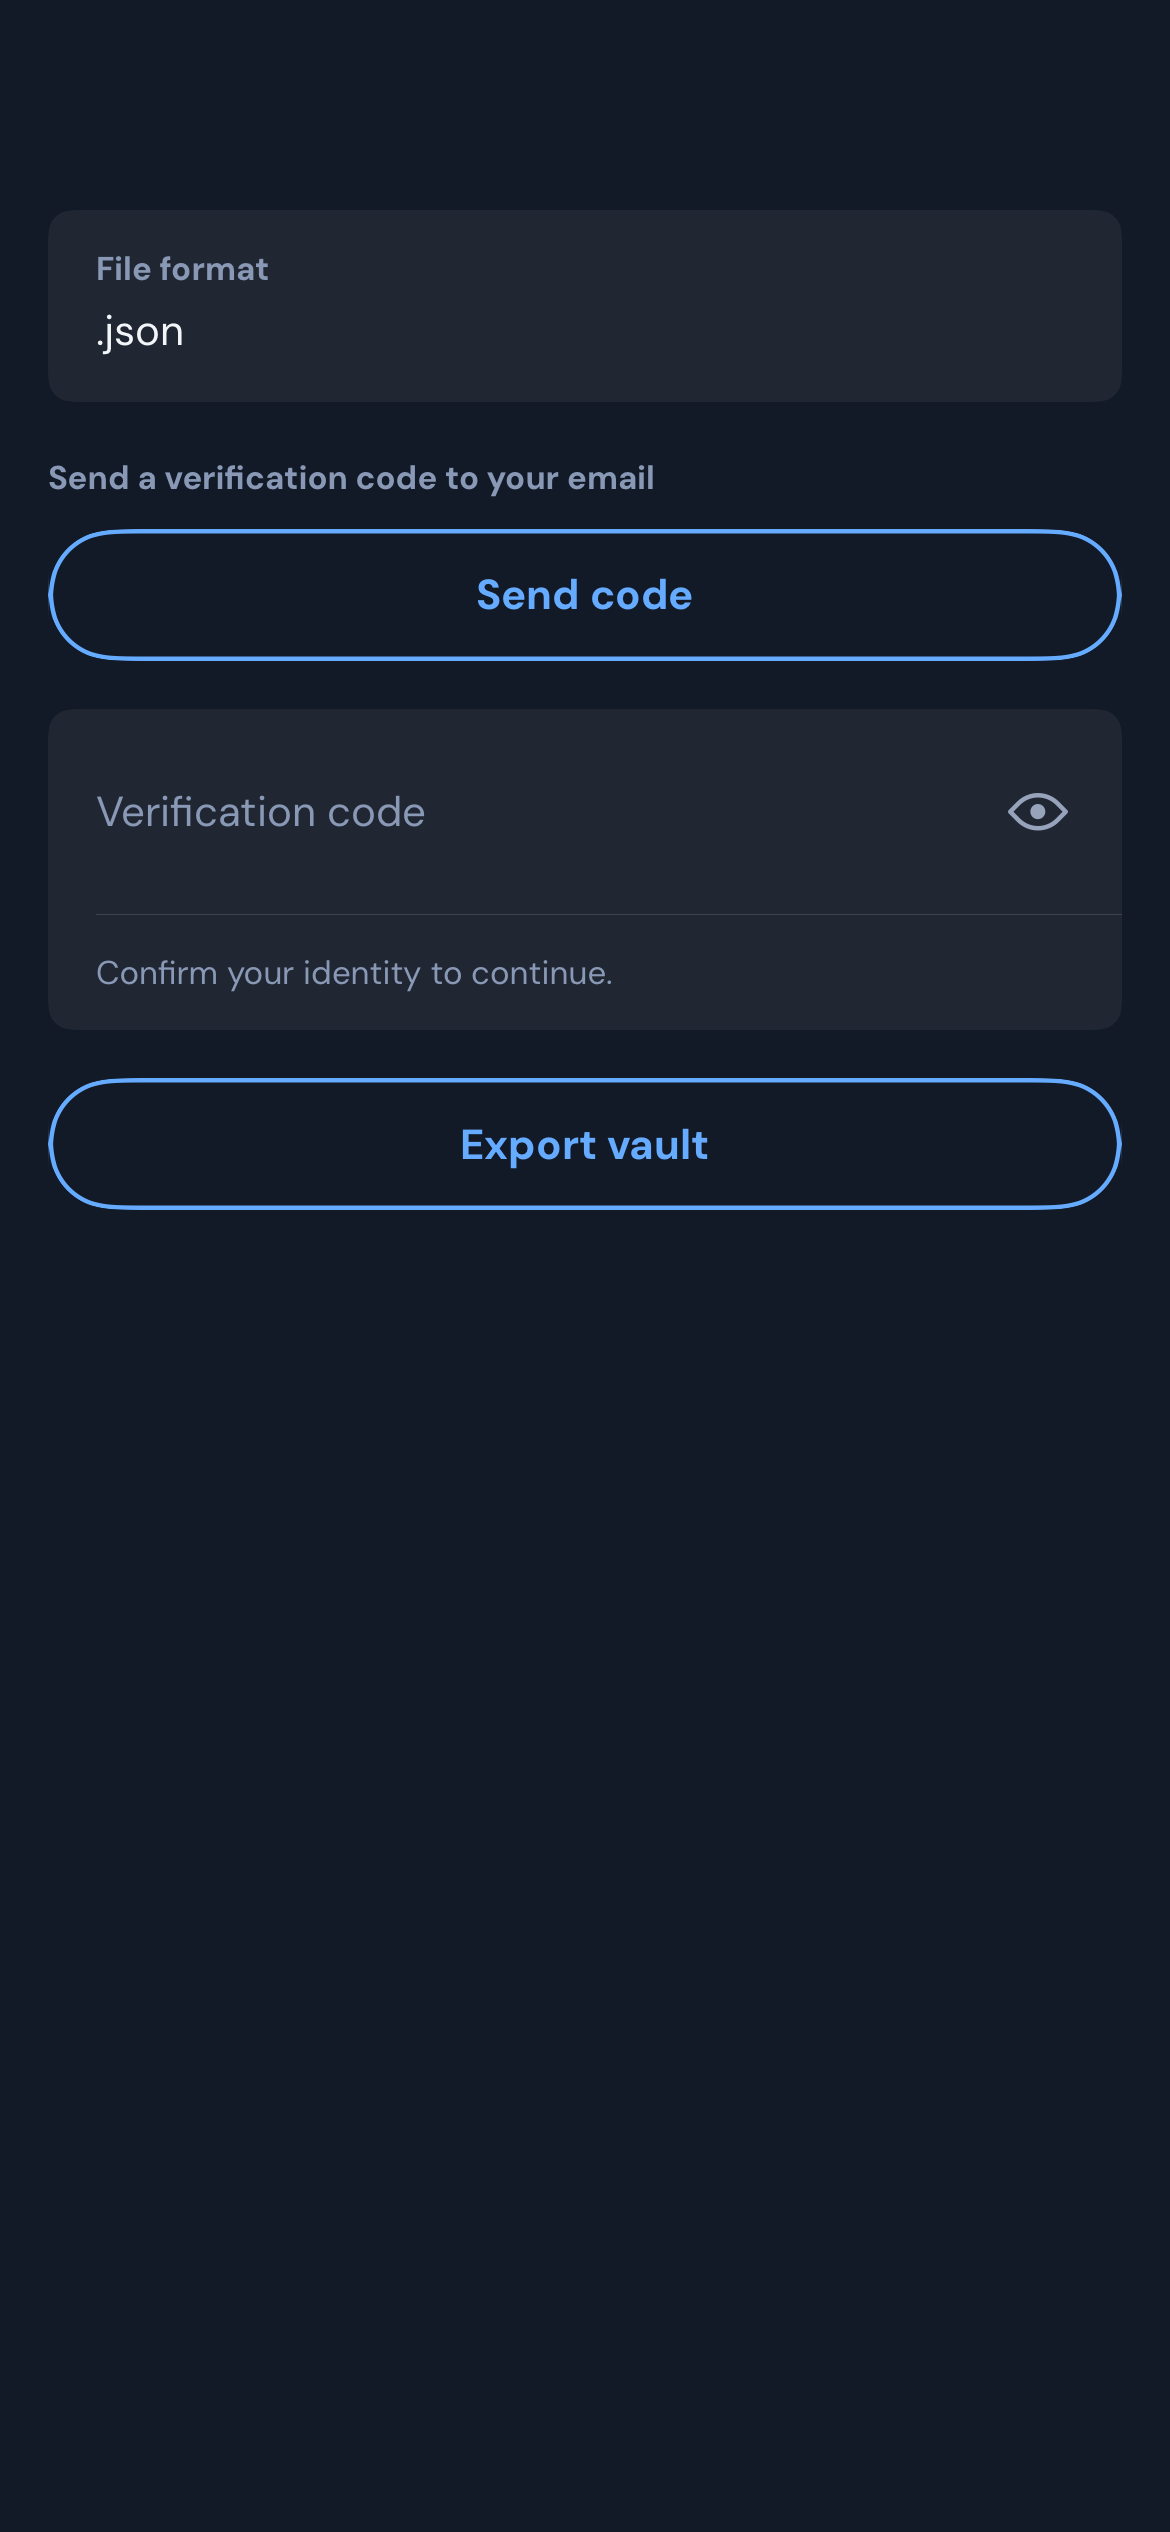 File format
.json
Send a verification code to your email
Send code
Verification code
Confirm your identity to continue.
Export vault